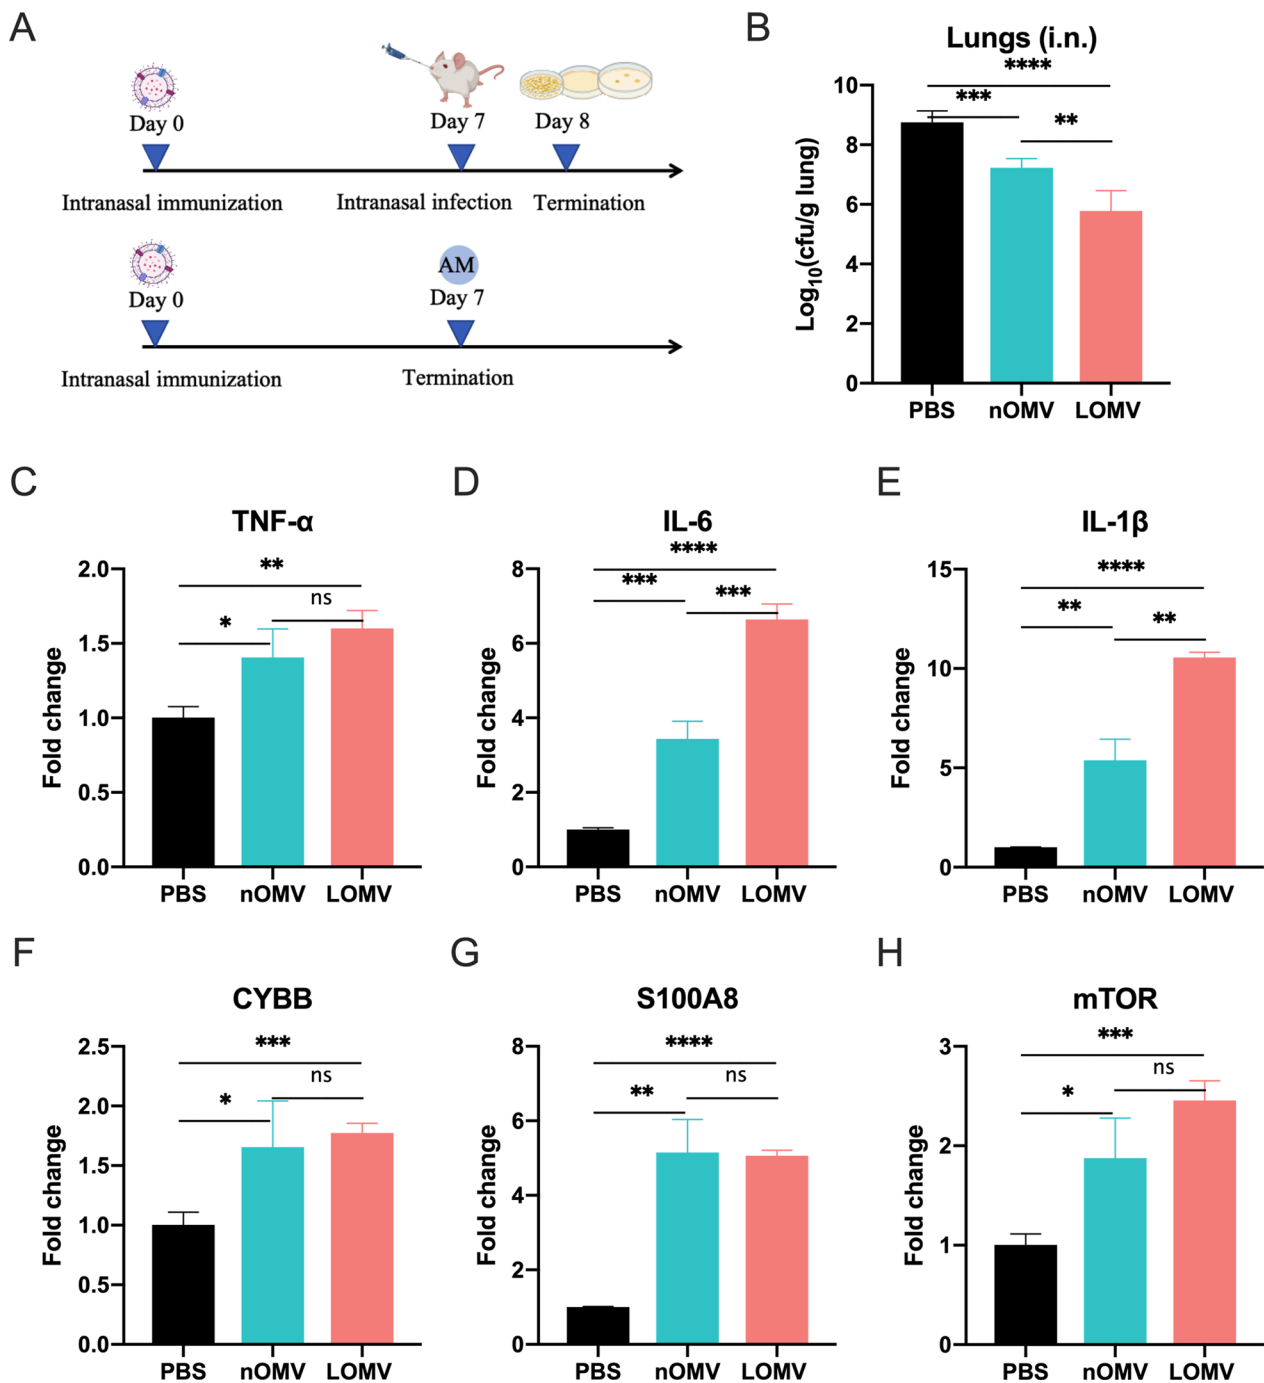 A
Day 0
Day 7
Day 8
Intranasal immunization
Intranasal infection
Termination
Day 0
AM
Day 7
Intranasal immunization
Termination
B
Lungs (i.n.)
****
***
**
Log10(cfu/g lung)
10
8
6
4
2
0
PBS
nOMV
LOMV
C
TNF-α
**
ns
*
Fold change
2.0
1.5
1.0
0.5
0.0
PBS
nOMV
LOMV
D
IL-6
****
***
***
Fold change
8
6
4
2
0
PBS
nOMV
LOMV
E
IL-1β
****
**
**
Fold change
15
10
5
0
PBS
nOMV
LOMV
F
CYBB
***
ns
*
Fold change
2.5
2.0
1.5
1.0
0.5
0.0
PBS
nOMV
LOMV
G
S100A8
****
ns
**
Fold change
8
6
4
2
0
PBS
nOMV
LOMV
H
mTOR
***
ns
*
Fold change
3
2
1
0
PBS
nOMV
LOMV